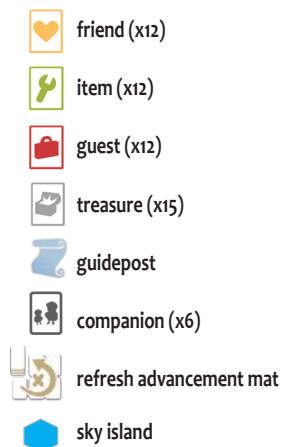 friend (x12)
item (x12)
guest (x12)
treasure (x15)
guidepost
companion (x6)
refresh advancement mat
sky island